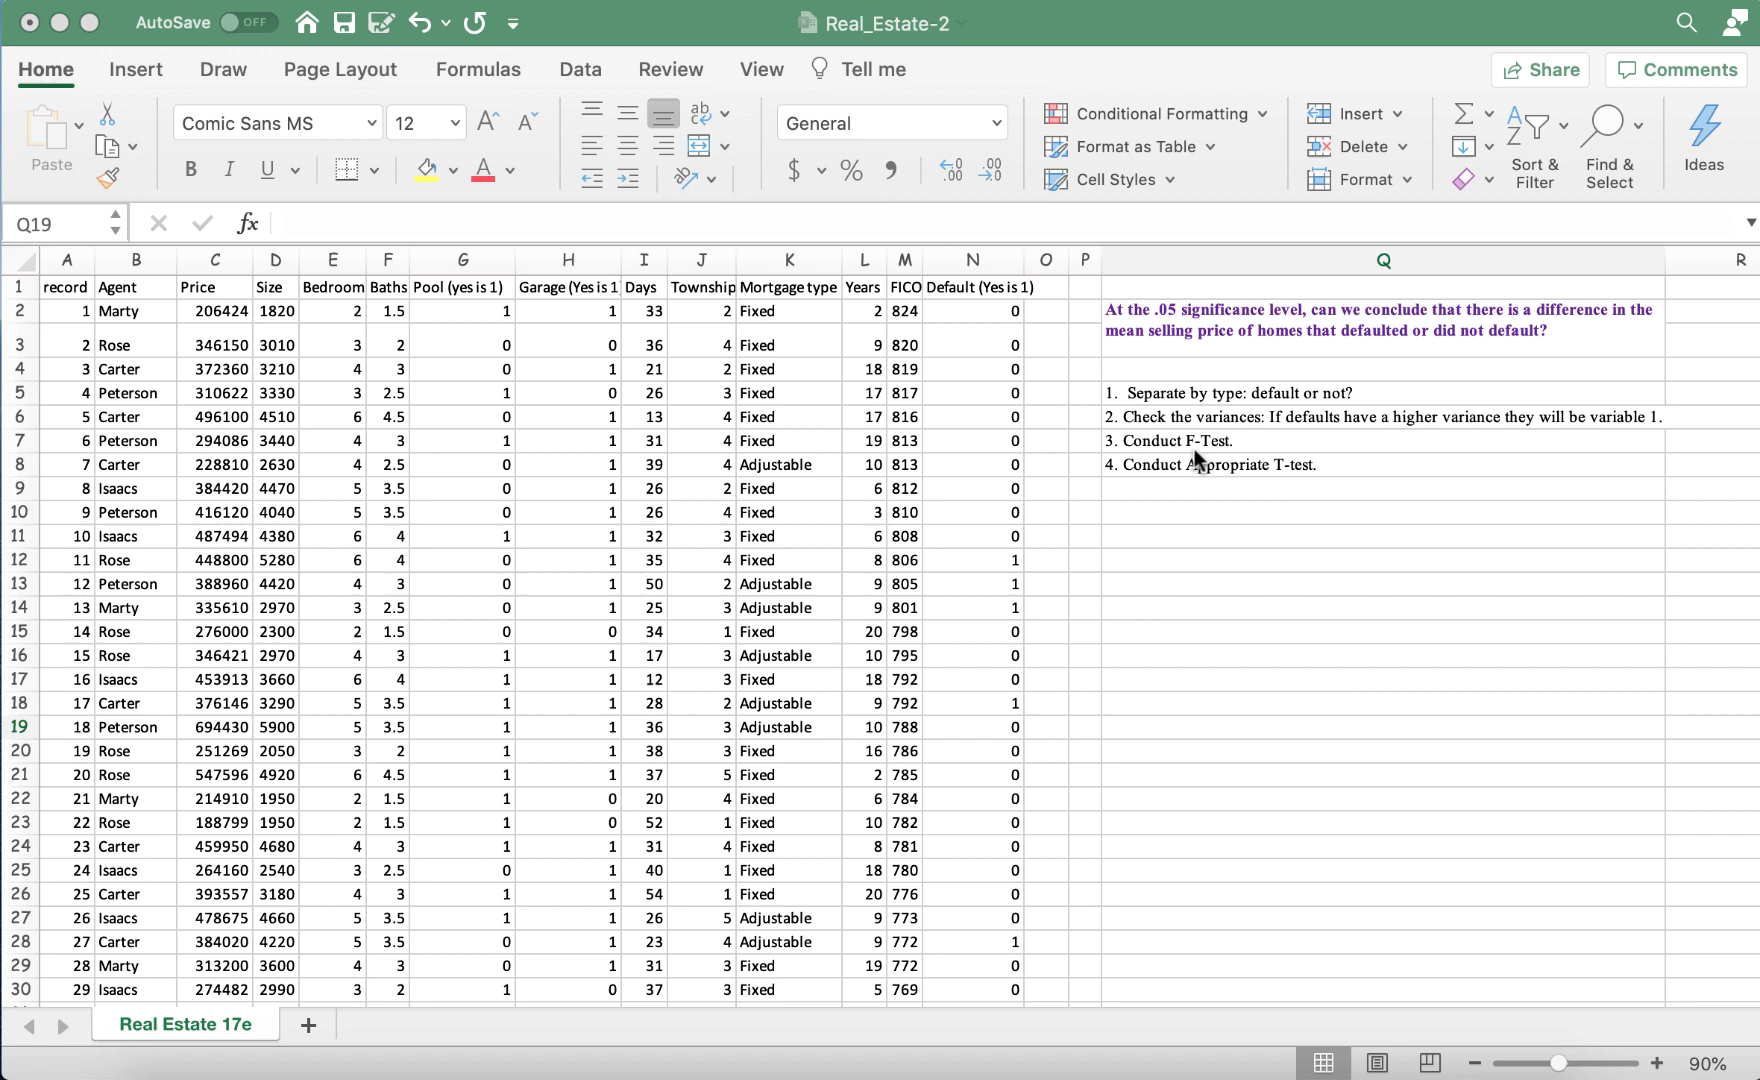 AutoSave OFF Real_Estate-2
Home Insert Draw Page Layout Formulas Data Review View Tell me Share Comments
Paste Comic Sans MS 12 A A ab General Conditional Formatting Insert Σ A Z
B I U A $ % .00 .00 Format as Table Delete Sort & Filter Find & Select Ideas
Cell Styles Format
Q19 fx
A B C D E F G H I J K L M N O P Q R
1 record Agent Price Size Bedroom Baths Pool (yes is 1) Garage (Yes is 1 Days Township Mortgage type Years FICO Default (Yes is 1)
2 1 Marty 206424 1820 2 1.5 1 1 33 2 Fixed 2 824 0 At the .05 significance level, can we conclude that there is a difference in the
mean selling price of homes that defaulted or did not default?
3 2 Rose 346150 3010 3 2 0 0 36 4 Fixed 9 820 0
4 3 Carter 372360 3210 4 3 0 1 21 2 Fixed 18 819 0
5 4 Peterson 310622 3330 3 2.5 1 0 26 3 Fixed 17 817 0 1. Separate by type: default or not?
6 5 Carter 496100 4510 6 4.5 0 1 13 4 Fixed 17 816 0 2. Check the variances: If defaults have a higher variance they will be variable 1.
7 6 Peterson 294086 3440 4 3 1 1 31 4 Fixed 19 813 0 3. Conduct F-Test.
8 7 Carter 228810 2630 4 2.5 0 1 39 4 Adjustable 10 813 0 4. Conduct Appropriate T-test.
9 8 Isaacs 384420 4470 5 3.5 0 1 26 2 Fixed 6 812 0
10 9 Peterson 416120 4040 5 3.5 0 1 26 4 Fixed 3 810 0
11 10 Isaacs 487494 4380 6 4 1 1 32 3 Fixed 6 808 0
12 11 Rose 448800 5280 6 4 0 1 35 4 Fixed 8 806 1
13 12 Peterson 388960 4420 4 3 0 1 50 2 Adjustable 9 805 1
14 13 Marty 335610 2970 3 2.5 0 1 25 3 Adjustable 9 801 1
15 14 Rose 276000 2300 2 1.5 0 0 34 1 Fixed 20 798 0
16 15 Rose 346421 2970 4 3 1 1 17 3 Adjustable 10 795 0
17 16 Isaacs 453913 3660 6 4 1 1 12 3 Fixed 18 792 0
18 17 Carter 376146 3290 5 3.5 1 1 28 2 Adjustable 9 792 1
19 18 Peterson 694430 5900 5 3.5 1 1 36 3 Adjustable 10 788 0
20 19 Rose 251269 2050 3 2 1 1 38 3 Fixed 16 786 0
21 20 Rose 547596 4920 6 4.5 1 1 37 5 Fixed 2 785 0
22 21 Marty 214910 1950 2 1.5 1 0 20 4 Fixed 6 784 0
23 22 Rose 188799 1950 2 1.5 1 0 52 1 Fixed 10 782 0
24 23 Carter 459950 4680 4 3 1 1 31 4 Fixed 8 781 0
25 24 Isaacs 264160 2540 3 2.5 0 1 40 1 Fixed 18 780 0
26 25 Carter 393557 3180 4 3 1 1 54 1 Fixed 20 776 0
27 26 Isaacs 478675 4660 5 3.5 1 1 26 5 Adjustable 9 773 0
28 27 Carter 384020 4220 5 3.5 0 1 23 4 Adjustable 9 772 1
29 28 Marty 313200 3600 4 3 0 1 31 3 Fixed 19 772 0
30 29 Isaacs 274482 2990 3 2 1 0 37 3 Fixed 5 769 0
Real Estate 17e +
90%